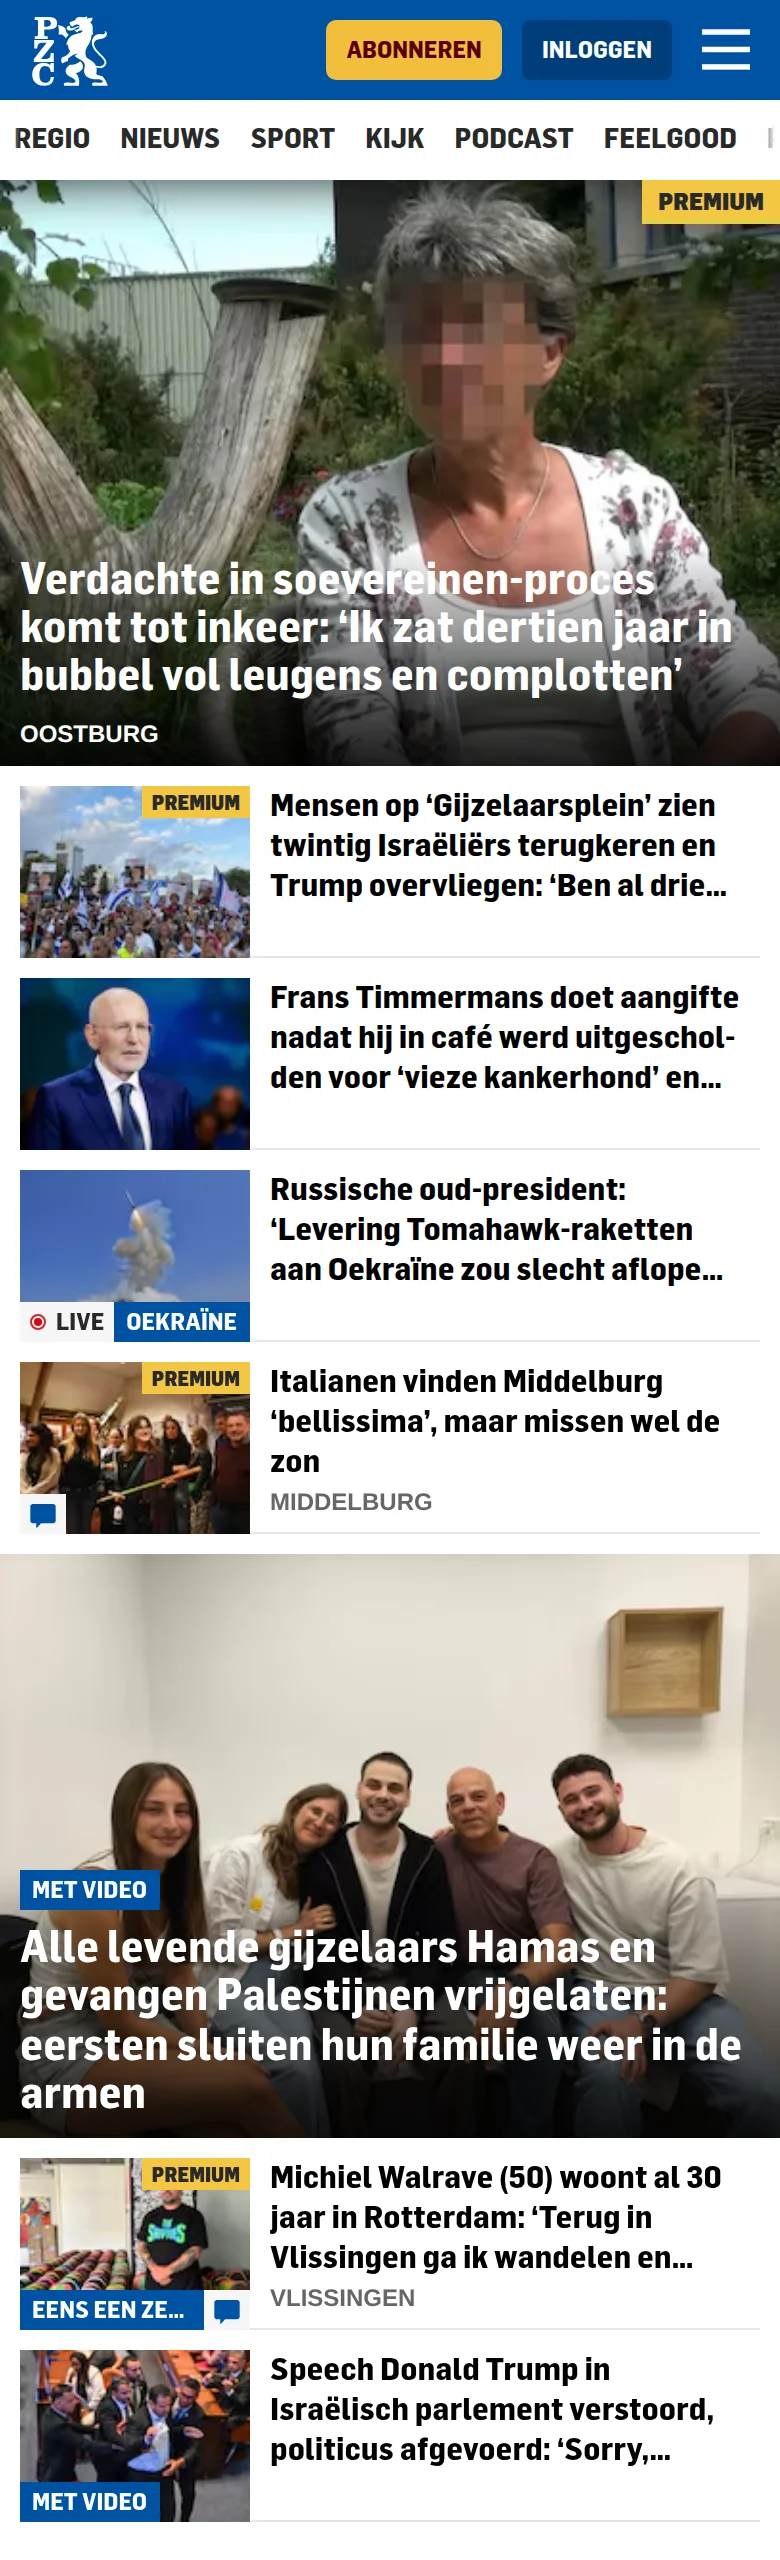 PZC
ABONNEREN
INLOGGEN
REGIO NIEUWS SPORT KIJK PODCAST FEELGOOD
PREMIUM
Verdachte in soevereinen-proces
komt tot inkeer: ‘Ik zat dertien jaar in
bubbel vol leugens en complotten’
OOSTBURG
PREMIUM
Mensen op ‘Gijzelaarsplein’ zien
twintig Israëliërs terugkeren en
Trump overvliegen: ‘Ben al drie...
Frans Timmermans doet aangifte
nadat hij in café werd uitgeschol-
den voor ‘vieze kankerhond’ en...
LIVE
OEKRAÏNE
Russische oud-president:
‘Levering Tomahawk-raketten
aan Oekraïne zou slecht aflope...
PREMIUM
Italianen vinden Middelburg
‘bellissima’, maar missen wel de
zon
MIDDELBURG
MET VIDEO
Alle levende gijzelaars Hamas en
gevangen Palestijnen vrijgelaten:
eersten sluiten hun familie weer in de
armen
PREMIUM
EENS EEN ZE...
Michiel Walrave (50) woont al 30
jaar in Rotterdam: ‘Terug in
Vlissingen ga ik wandelen en...
VLISSINGEN
MET VIDEO
Speech Donald Trump in
Israëlisch parlement verstoord,
politicus afgevoerd: ‘Sorry,...